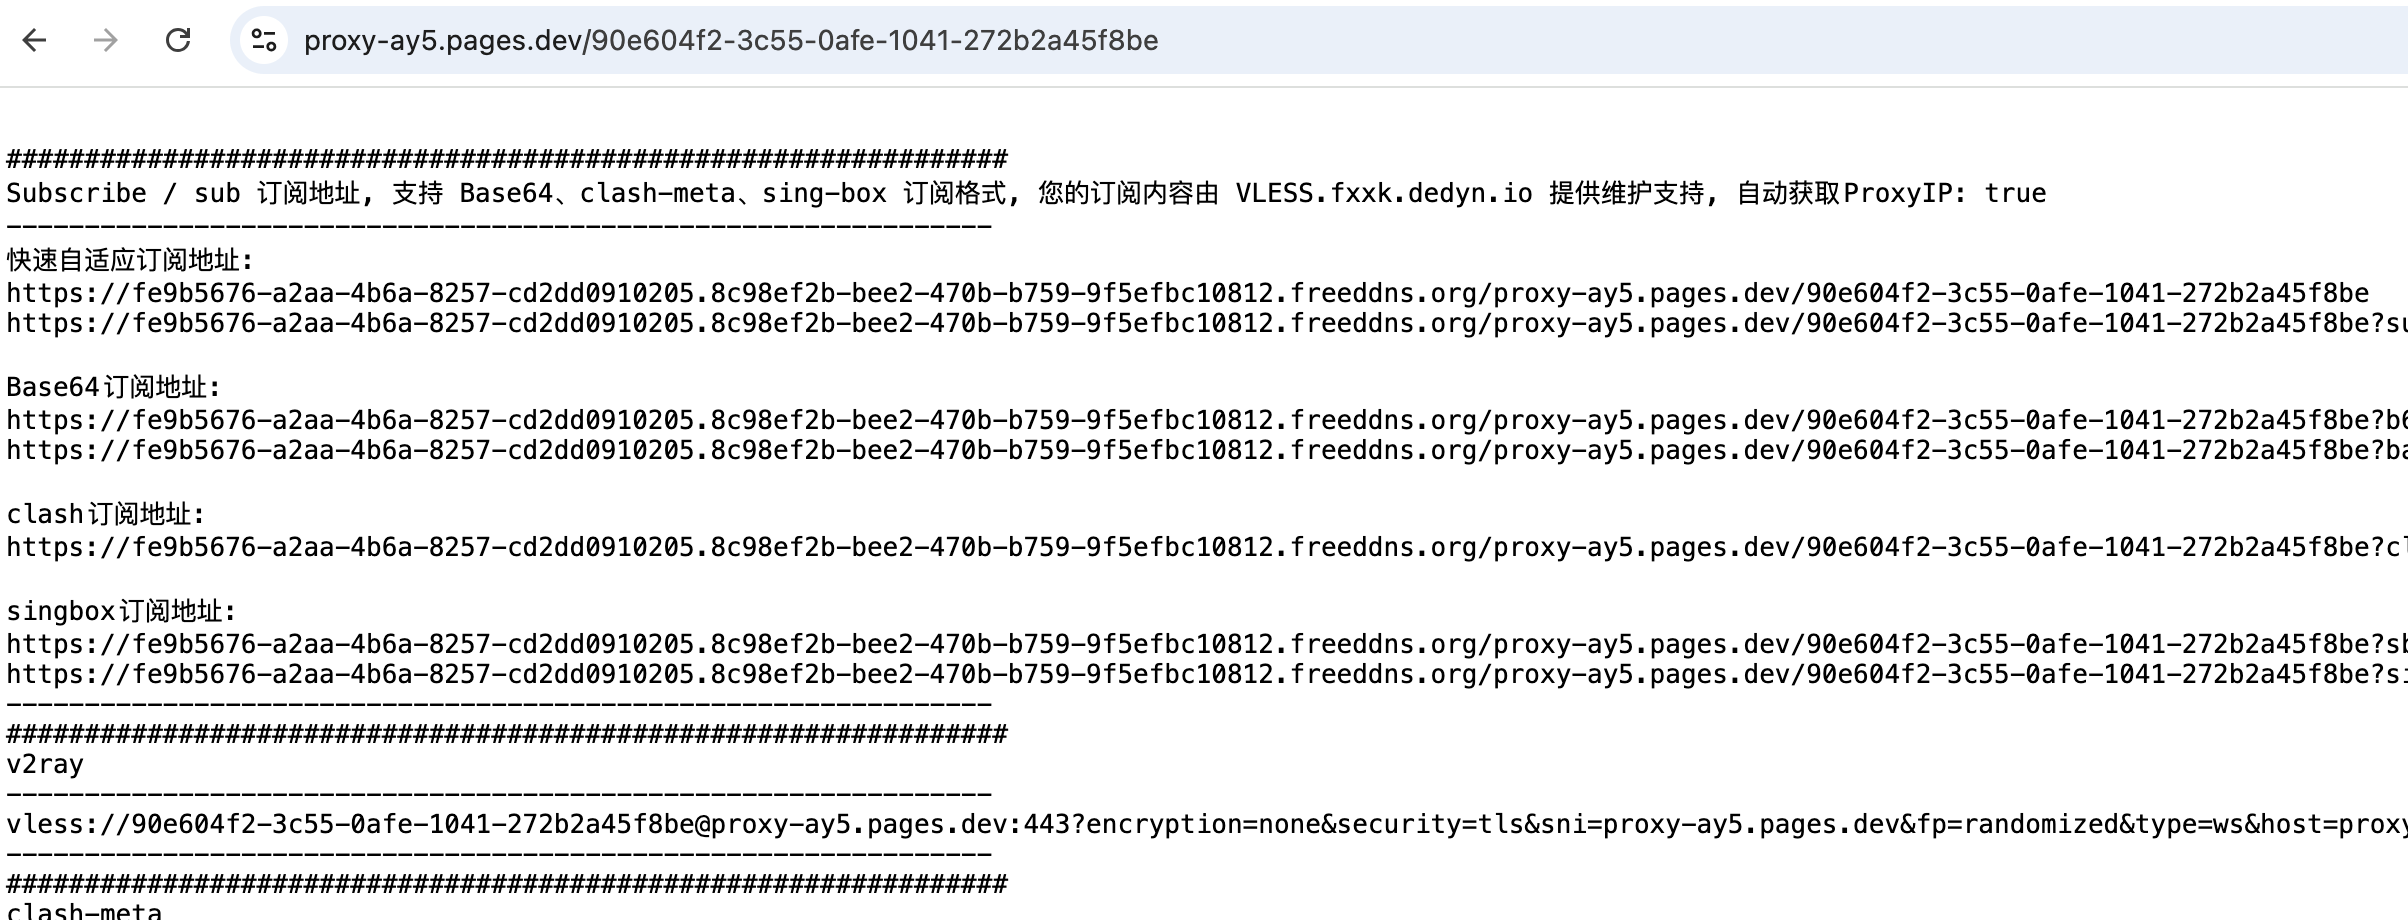 proxy-ay5.pages.dev/90e604f2-3c55-0afe-1041-272b2a45f8be
################################################################
Subscribe / sub 订阅地址, 支持 Base64、clash-meta、sing-box 订阅格式, 您的订阅内容由 VLESS.fxxk.dedyn.io 提供维护支持, 自动获取ProxyIP: true
---------------------------------------------------------------
快速自适应订阅地址:
https://fe9b5676-a2aa-4b6a-8257-cd2dd0910205.8c98ef2b-bee2-470b-b759-9f5efbc10812.freeddns.org/proxy-ay5.pages.dev/90e604f2-3c55-0afe-1041-272b2a45f8be
https://fe9b5676-a2aa-4b6a-8257-cd2dd0910205.8c98ef2b-bee2-470b-b759-9f5efbc10812.freeddns.org/proxy-ay5.pages.dev/90e604f2-3c55-0afe-1041-272b2a45f8be?su
Base64订阅地址:
https://fe9b5676-a2aa-4b6a-8257-cd2dd0910205.8c98ef2b-bee2-470b-b759-9f5efbc10812.freeddns.org/proxy-ay5.pages.dev/90e604f2-3c55-0afe-1041-272b2a45f8be?b6
https://fe9b5676-a2aa-4b6a-8257-cd2dd0910205.8c98ef2b-bee2-470b-b759-9f5efbc10812.freeddns.org/proxy-ay5.pages.dev/90e604f2-3c55-0afe-1041-272b2a45f8be?ba
clash订阅地址:
https://fe9b5676-a2aa-4b6a-8257-cd2dd0910205.8c98ef2b-bee2-470b-b759-9f5efbc10812.freeddns.org/proxy-ay5.pages.dev/90e604f2-3c55-0afe-1041-272b2a45f8be?cl
singbox订阅地址:
https://fe9b5676-a2aa-4b6a-8257-cd2dd0910205.8c98ef2b-bee2-470b-b759-9f5efbc10812.freeddns.org/proxy-ay5.pages.dev/90e604f2-3c55-0afe-1041-272b2a45f8be?sb
https://fe9b5676-a2aa-4b6a-8257-cd2dd0910205.8c98ef2b-bee2-470b-b759-9f5efbc10812.freeddns.org/proxy-ay5.pages.dev/90e604f2-3c55-0afe-1041-272b2a45f8be?si
---------------------------------------------------------------
################################################################
v2ray
---------------------------------------------------------------
vless://90e604f2-3c55-0afe-1041-272b2a45f8be@proxy-ay5.pages.dev:443?encryption=none&security=tls&sni=proxy-ay5.pages.dev&fp=randomized&type=ws&host=proxy
---------------------------------------------------------------
################################################################
clash-meta